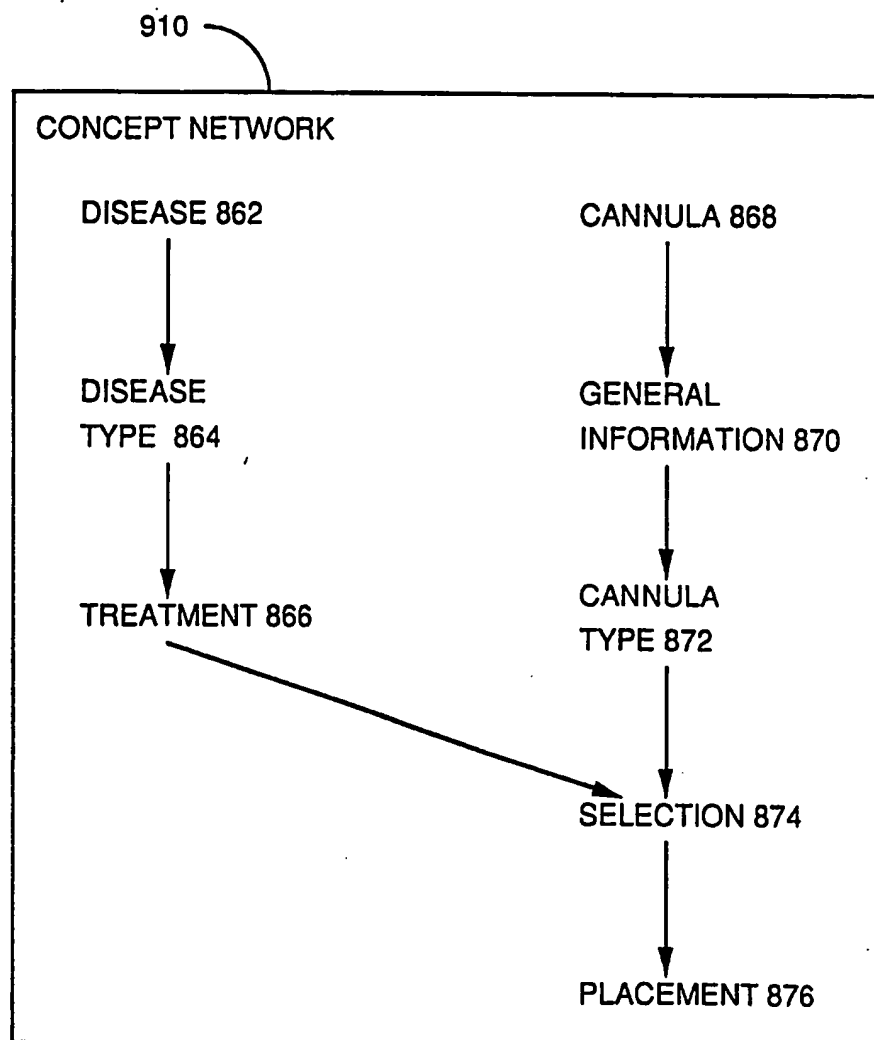 910
CONCEPT NETWORK
DISEASE 862
CANNULA 868
DISEASE
TYPE 864
GENERAL
INFORMATION 870
TREATMENT 866
CANNULA
TYPE 872
SELECTION 874
PLACEMENT 876